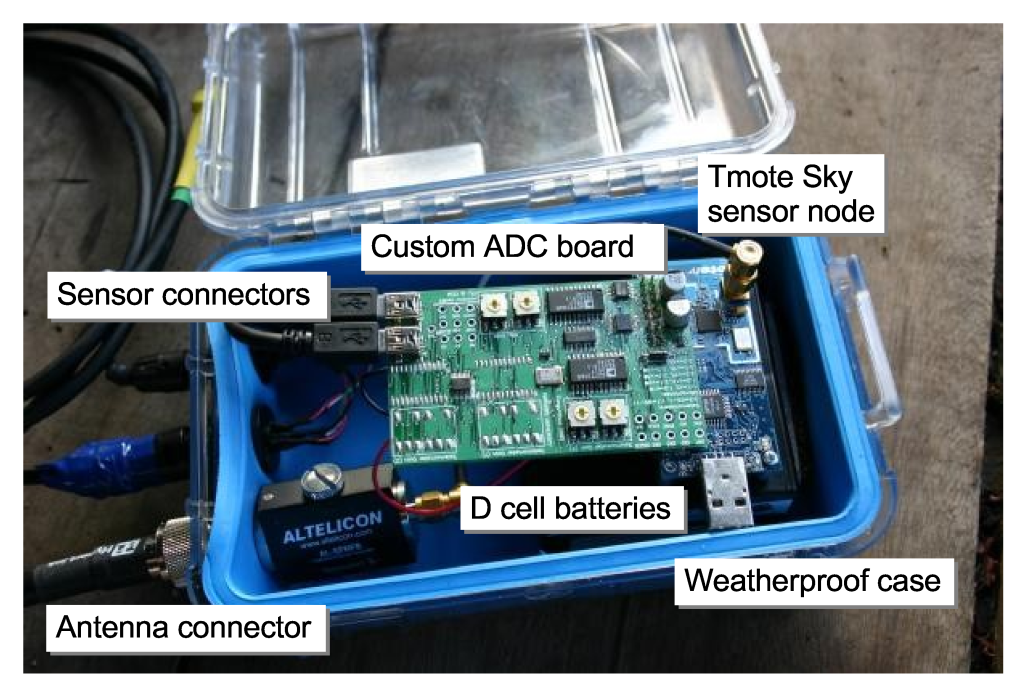 Tmote Sky
sensor node
Custom ADC board
Sensor connectors
ALTELICON
www.altelicon.com
D cell batteries
Weatherproof case
Antenna connector